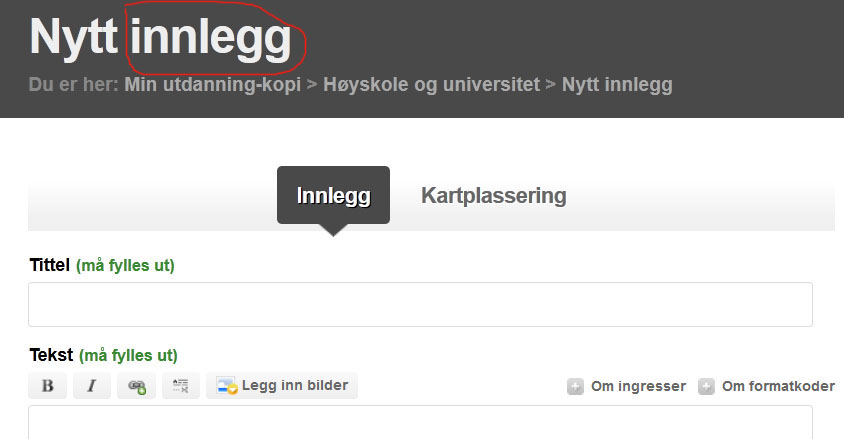 Nytt innlegg
Du er her: Min utdanning-kopi > Høyskole og universitet > Nytt innlegg
Innlegg Kartplassering
Tittel (må fylles ut)
Tekst (må fylles ut)
B I Legg inn bilder Om ingresser Om formatkoder